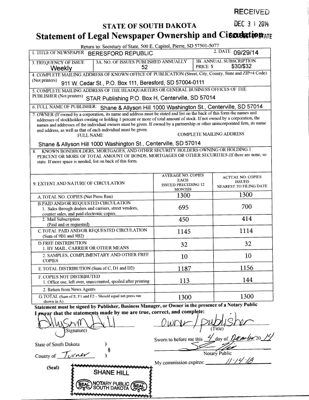 RECEIVED
DEC 31 2014
STATE OF SOUTH DAKOTA
Statement of Legal Newspaper Ownership and
Return to: Secretary of State, 500 E. Capitol, Pierre, SD 57501-5077
1. TITLE OF NEWSPAPER BERESFORD REPUBLIC
2. DATE 09/29/14
3. FREQUENCY OF ISSUE
Weekly
3A. NO. OF ISSUES PUBLISHED ANNUALLY
52
3B. ANNUAL SUBSCRIPTION
PRICE $ $30/$32
4. COMPLETE MAILING ADDRESS OF KNOWN OFFICE OF PUBLICATION (Street, City, County, State and ZIP+4 Code)
(Not printers) 911 W. Cedar St., P.O. Box 111, Beresford, SD 57004-0111
5. COMPLETE MAILING ADDRESS OF THE HEADQUARTERS OR GENERAL BUSINESS OFFICES OF THE
PUBLISHER (Not printers) STAR Publishing P.O. Box H, Centerville, SD 57014
6. FULL NAME OF PUBLISHER: Shane & Allyson Hill 1000 Washington St., Centerville, SD 57014
7. OWNER (If owned by a corporation, its name and address must be stated and list on the back of this form the names and
addresses of stockholders owning or holding 1 percent or more of total amount of stock. If not owned by a corporation, the
names and addresses of the individual owners must be given. If owned by a partnership or other unincorporated firm, its name
and address, as well as that of each individual must be given.
FULL NAME COMPLETE MAILING ADDRESS
Shane & Allyson Hill 1000 Washington St., Centerville, SD 57014
8. KNOWN BONDHOLDERS, MORTGAGES, AND OTHER SECURITY HOLDERS OWNING OR HOLDING 1
PERCENT OR MORE OF TOTAL AMOUNT OF BONDS, MORTGAGES OR OTHER SECURITIES (If there are none, so
state. If more space is needed, list on back of this form.
9. EXTENT AND NATURE OF CIRCULATION
AVERAGE NO. COPIES
EACH
ISSUED PRECEDING 12
MONTHS
ACTUAL NO. COPIES
ISSUED
NEAREST TO FILING DATE
A. TOTAL NO. COPIES (Net Press Run) 1300 1300
B. PAID AND/OR REQUESTED CIRCULATION
1. Sales through dealers and carriers, street vendors,
counter sales, and paid electronic copies. 695 700
2. Mail Subscription
(Paid and/or requested) 450 414
C. TOTAL PAID AND/OR REQUESTED CIRCULATION
(Sum of 9B1 and 9B2) 1145 1114
D. FREE DISTRIBUTION
1. BY MAIL, CARRIER OR OTHER MEANS 32 32
2. SAMPLES, COMPLIMENTARY AND OTHER FREE
COPIES 10 10
E. TOTAL DISTRIBUTION (Sum of C, D1 and D2) 1187 1156
F. COPIES NOT DISTRIBUTED
1. Office use, left over, unaccounted, spoiled after printing 113 144
2. Return from News Agents
G. TOTAL (Sum of E, F1 and F2 - Should equal net press run
shown in A) 1300 1300
Statement must be signed by Publisher, Business Manager, or Owner in the presence of a Notary Public
I swear that the statements made by me are true, correct, and complete:
Allyson Hill
(Signature)
owner/publisher
(Title)
State of South Dakota )
§
County of Turner )
Sworn to before me this 4 day of December, 14
Notary Public
My commission expires: 11-14-18
(Seal)
SHANE HILL
SEAL NOTARY PUBLIC SEAL
SOUTH DAKOTA